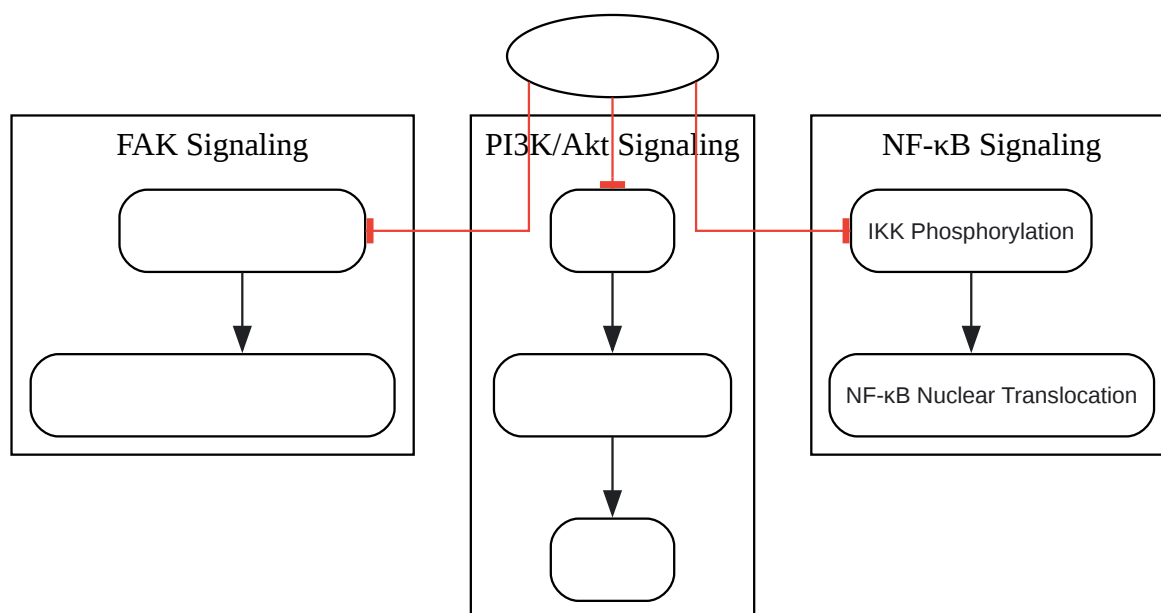 FAK Signaling
PI3K/Akt Signaling
NF-κB Signaling
IKK Phosphorylation
NF-κB Nuclear Translocation